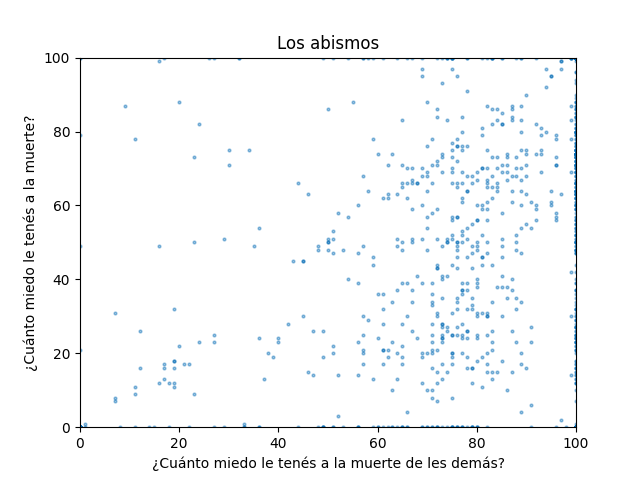 Los abismos
100
80
60
40
20
0
¿Cuánto miedo le tenés a la muerte?
0 20 40 60 80 100
¿Cuánto miedo le tenés a la muerte de les demás?